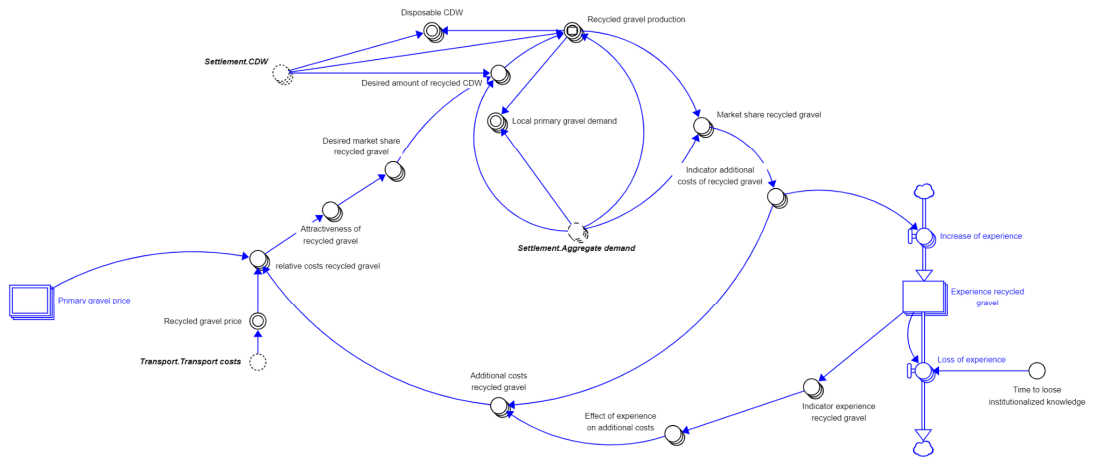 Disposable CDW
Recycled gravel production
Settlement.CDW
Desired amount of recycled CDW
Local primary gravel demand
Market share recycled gravel
Desired market share
recycled gravel
Indicator additional
costs of recycled gravel
Attractiveness of
recycled gravel
Settlement.Aggregate demand
Increase of experience
relative costs recycled gravel
Primary gravel price
Experience recycled
gravel
Recycled gravel price
Transport.Transport costs
Loss of experience
Additional costs
recycled gravel
Time to loose
institutionalized knowledge
Indicator experience
recycled gravel
Effect of experience
on additional costs